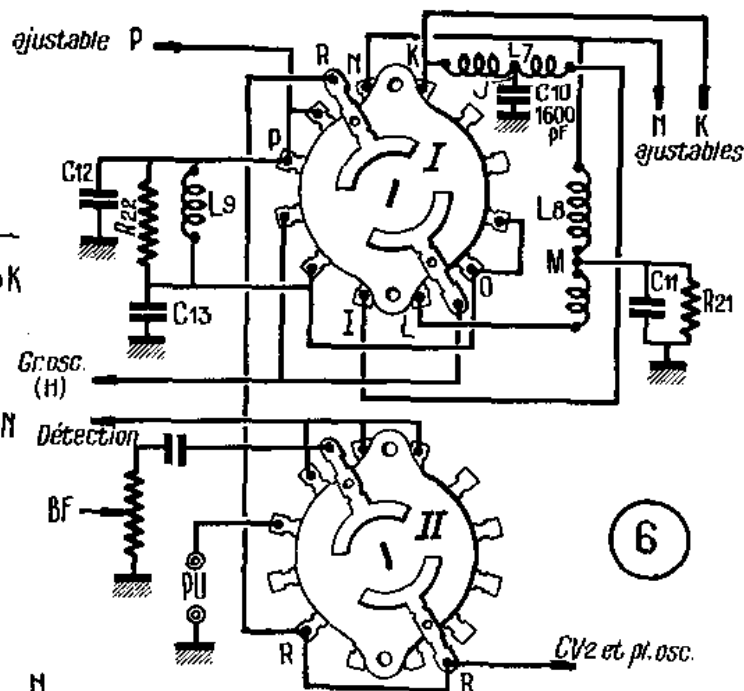 ajustable P
R
N
K
L7
J
C10
1600
pF
N K
ajustables
P
I
C12
R22
L9
L8
M
C11
R21
K
C13
I
L
O
Gr.osc.
(H)
N
Détection
BF
II
6
PU
R
R
CV2 et pl.osc.
N